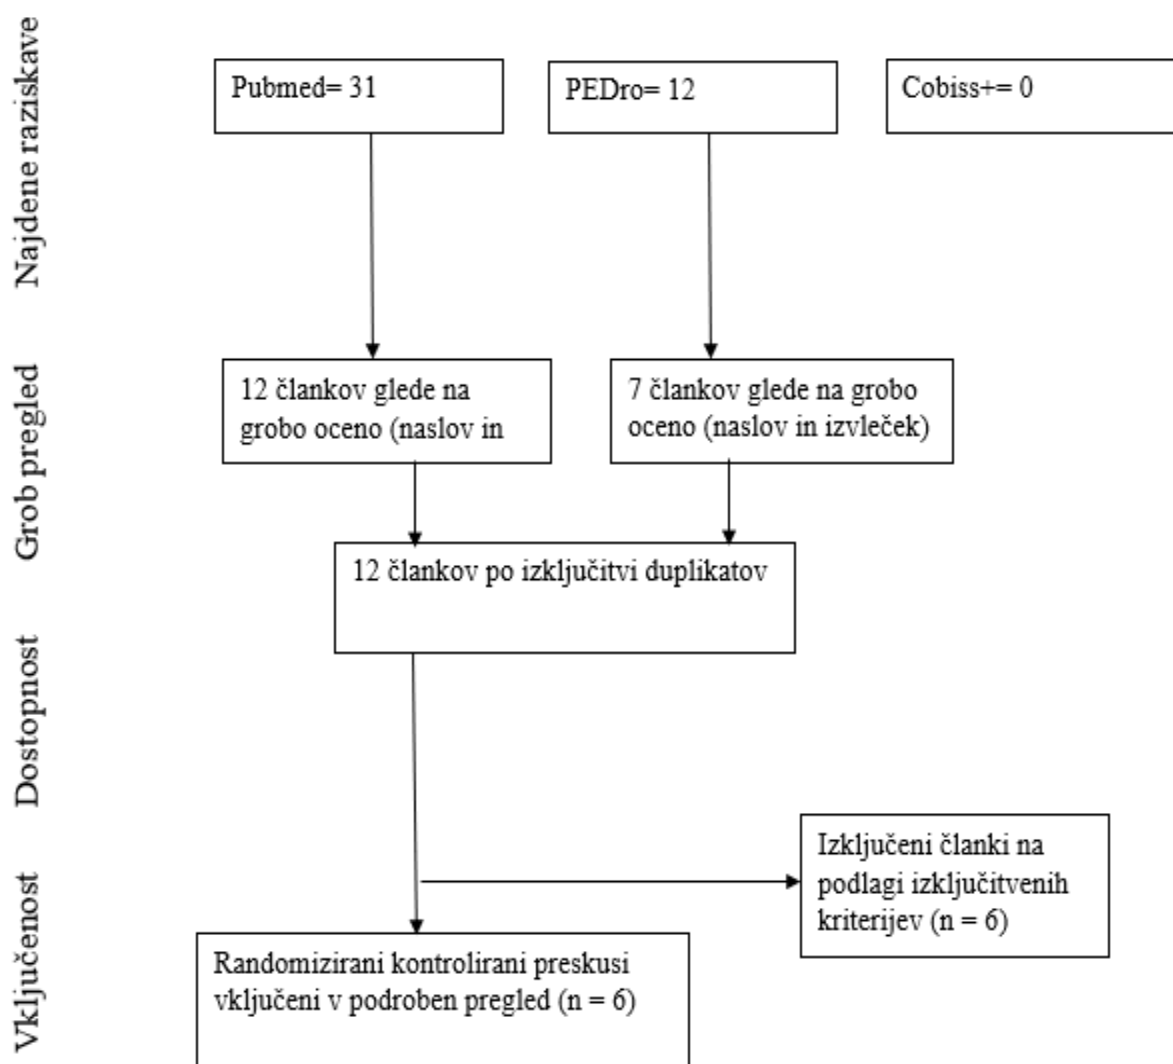 Najdene raziskave
Pubmed= 31
PEDro= 12
Cobiss+= 0
Grob pregled
12 člankov glede na
grobo oceno (naslov in
7 člankov glede na grobo
oceno (naslov in izvleček)
12 člankov po izključitvi duplikatov
Dostopnost
Izključeni članki na
podlagi izključitvenih
kriterijev (n = 6)
Vključenost
Randomizirani kontrolirani preskusi
vključeni v podroben pregled (n = 6)